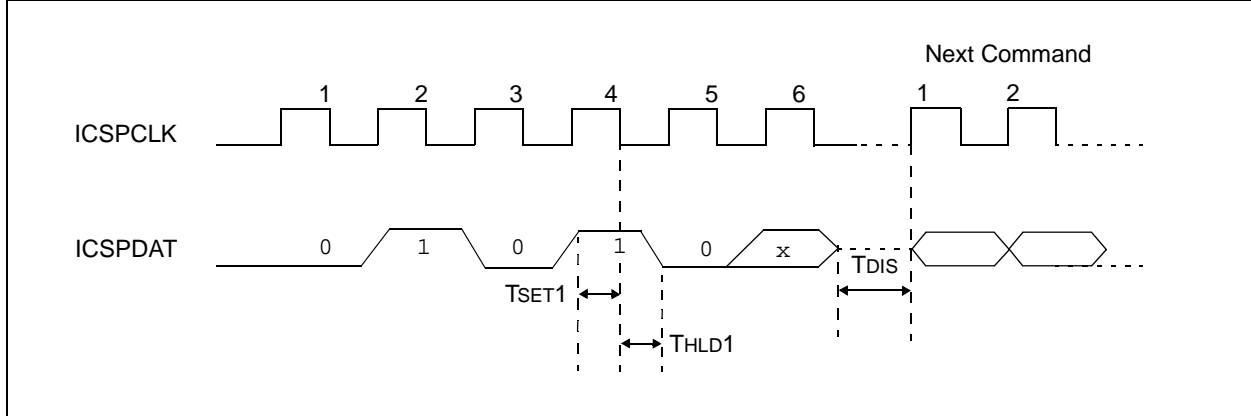 Next Command
1 2 3 4 5 6 1 2
ICSPCLK
ICSPDAT
0 1 0 1 0 x
TDIS
TSET1
THLD1